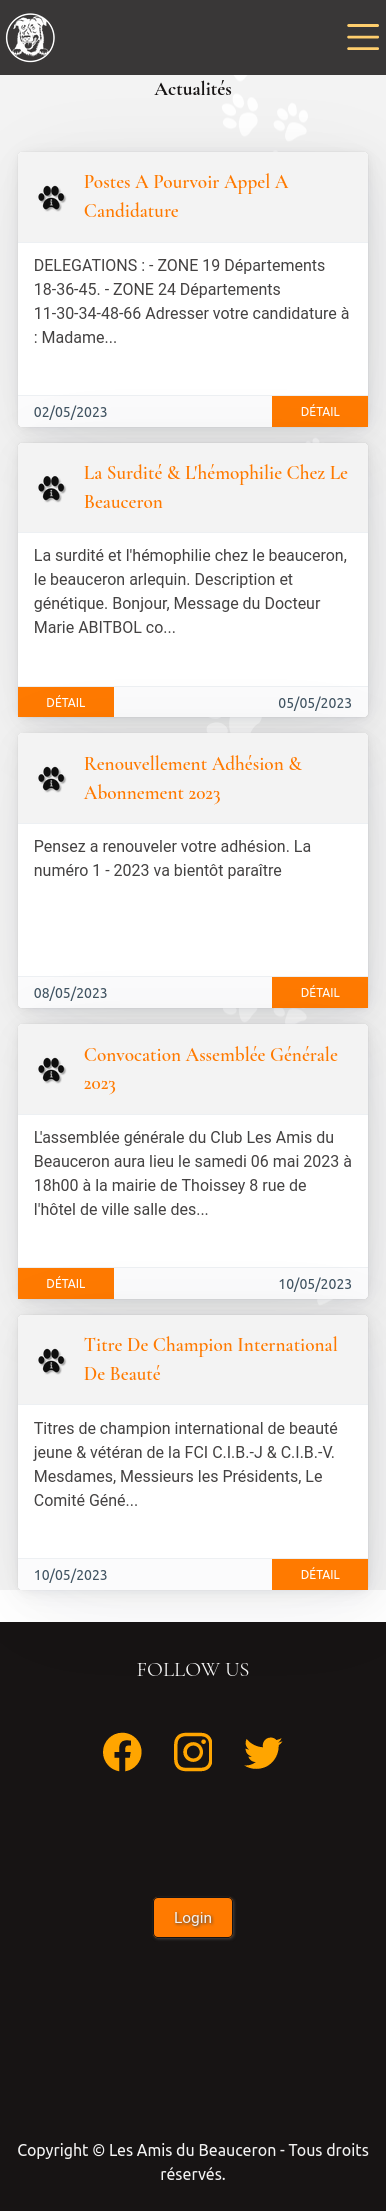 Actualités
Postes A Pourvoir Appel A
Candidature
DELEGATIONS : - ZONE 19 Départements
18-36-45. - ZONE 24 Départements
11-30-34-48-66 Adresser votre candidature à
: Madame...
02/05/2023 DÉTAIL
La Surdité & L'hémophilie Chez Le
Beauceron
La surdité et l'hémophilie chez le beauceron,
le beauceron arlequin. Description et
génétique. Bonjour, Message du Docteur
Marie ABITBOL co...
DÉTAIL 05/05/2023
Renouvellement Adhésion &
Abonnement 2023
Pensez a renouveler votre adhésion. La
numéro 1 - 2023 va bientôt paraître
08/05/2023 DÉTAIL
Convocation Assemblée Générale
2023
L'assemblée générale du Club Les Amis du
Beauceron aura lieu le samedi 06 mai 2023 à
18h00 à la mairie de Thoissey 8 rue de
l'hôtel de ville salle des...
DÉTAIL 10/05/2023
Titre De Champion International
De Beauté
Titres de champion international de beauté
jeune & vétéran de la FCI C.I.B.-J & C.I.B.-V.
Mesdames, Messieurs les Présidents, Le
Comité Géné...
10/05/2023 DÉTAIL
FOLLOW US
Login
Copyright © Les Amis du Beauceron - Tous droits
réservés.